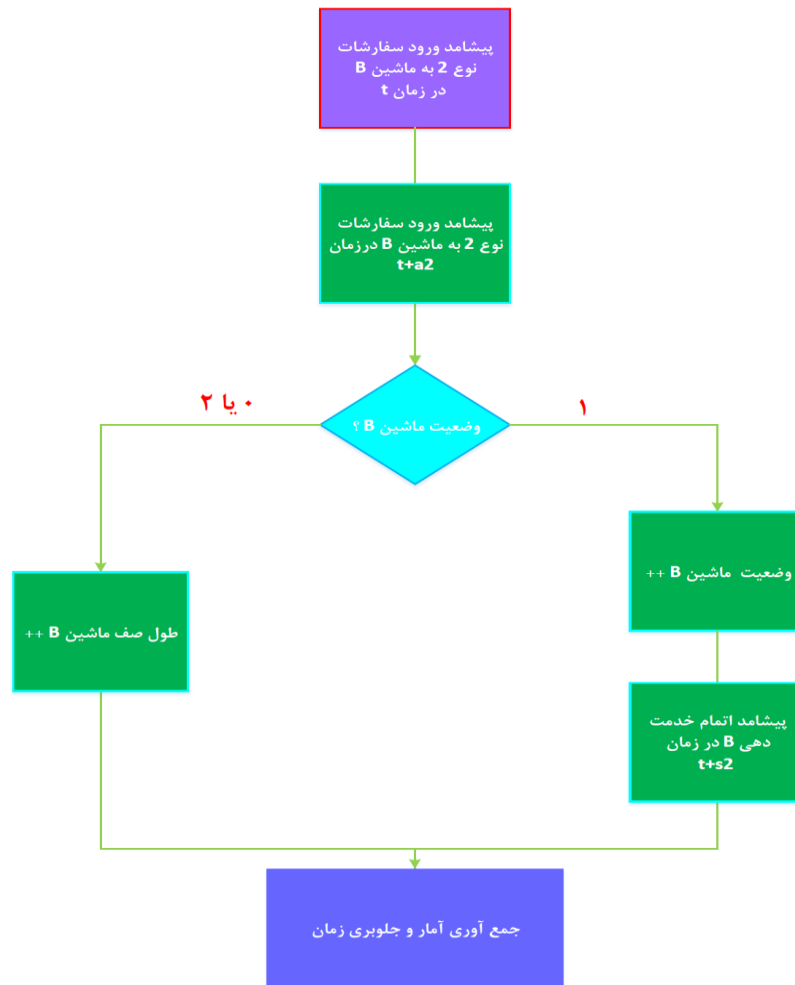 پیشامد ورود سفارشات
نوع 2 به ماشین B
در زمان t
پیشامد ورود سفارشات
نوع 2 به ماشین B درزمان
t+a2
وضعیت ماشین B ؟
۰ یا ۲
۱
وضعیت ماشین B ++
طول صف ماشین B ++
پیشامد اتمام خدمت
دهی B در زمان
t+s2
جمع آوری آمار و جلوبری زمان